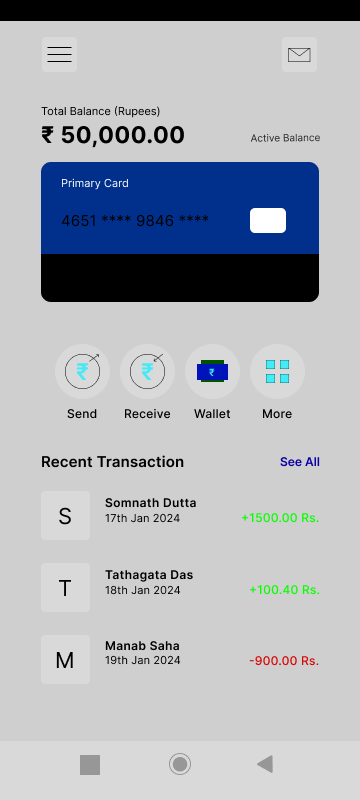 Total Balance (Rupees)
₹ 50,000.00
Active Balance
Primary Card
4651 **** 9846 ****
₹
₹
₹
Send
Receive
Wallet
More
Recent Transaction
See All
S
Somnath Dutta
17th Jan 2024
+1500.00 Rs.
T
Tathagata Das
18th Jan 2024
+100.40 Rs.
M
Manab Saha
19th Jan 2024
-900.00 Rs.